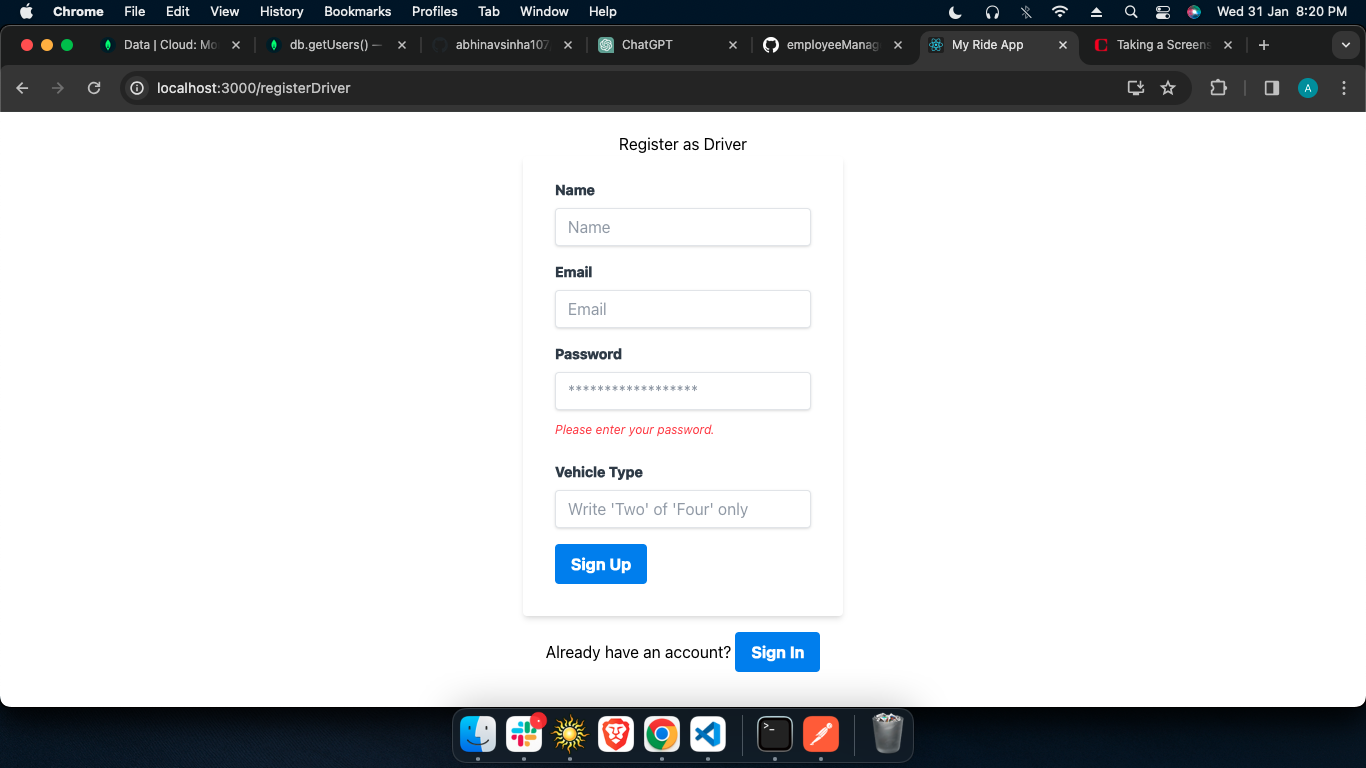 Chrome File Edit View History Bookmarks Profiles Tab Window Help Wed 31 Jan 8:20 PM
Data | Cloud: Mo db.getUsers() — abhinavsinha107 ChatGPT employeeManag My Ride App Taking a Screens
localhost:3000/registerDriver A
Register as Driver
Name
Name
Email
Email
Password
******************
Please enter your password.
Vehicle Type
Write 'Two' of 'Four' only
Sign Up
Already have an account? Sign In